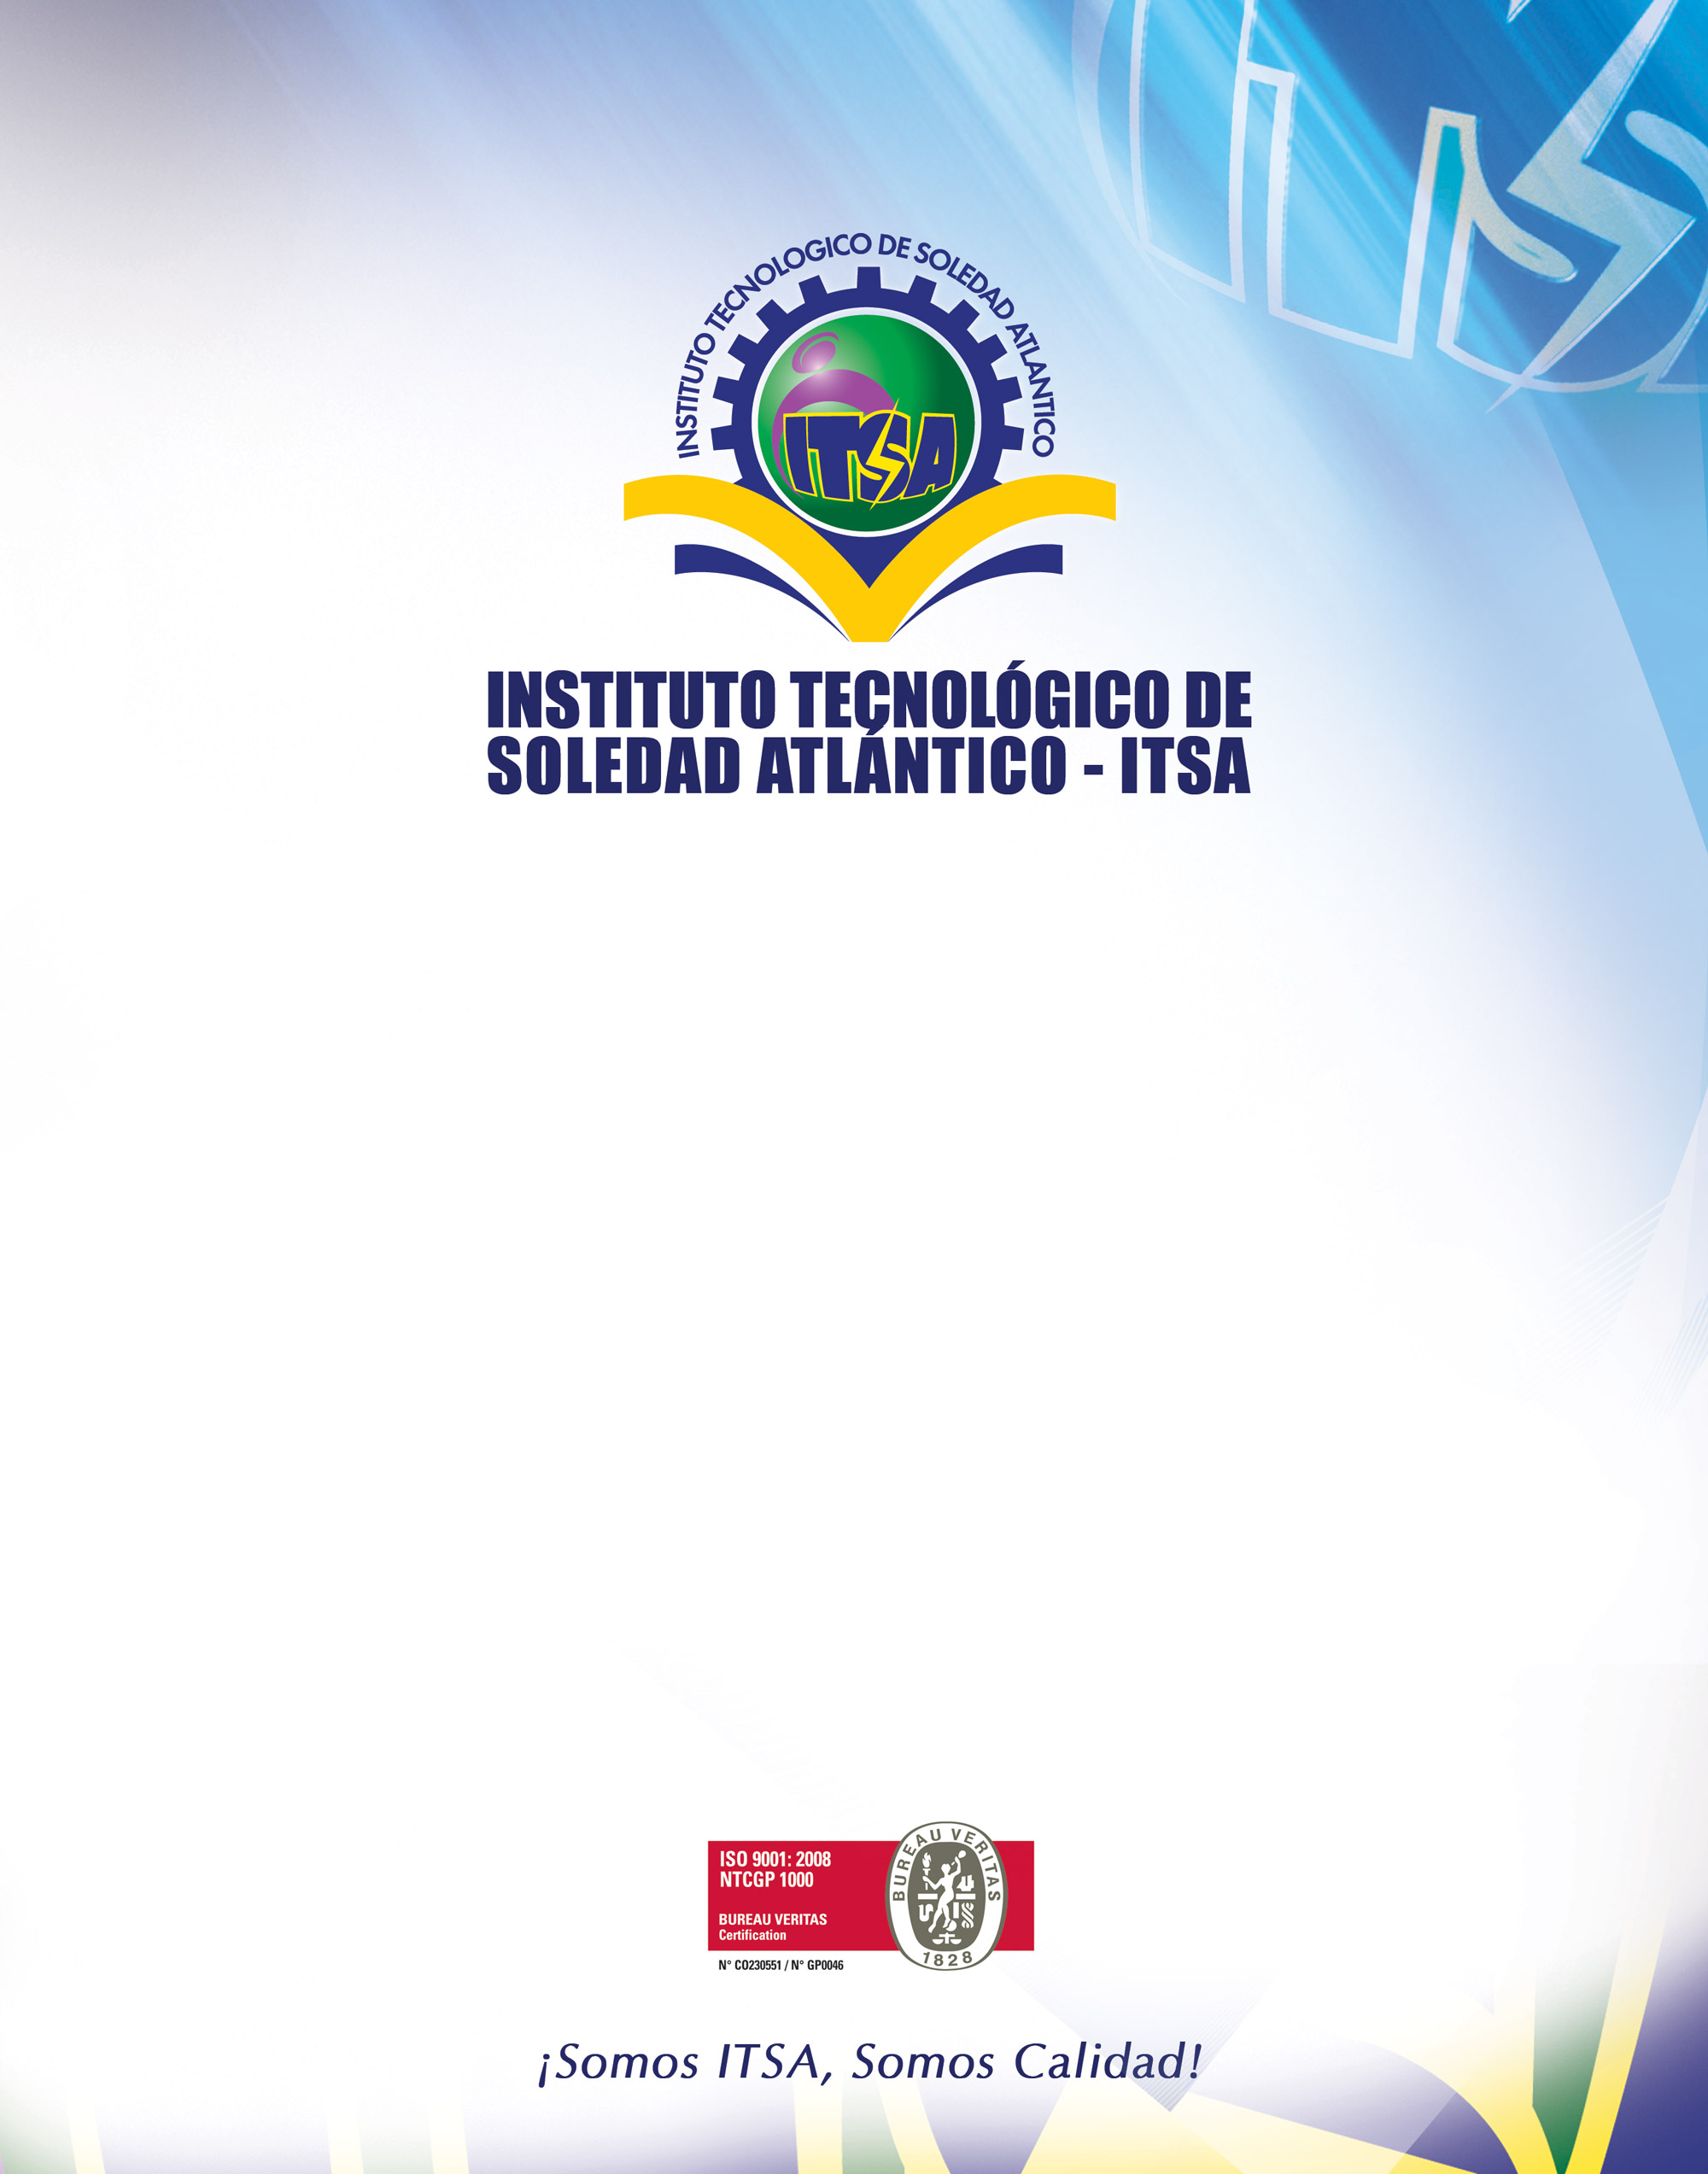 INSTITUTO TECNOLOGICO DE SOLEDAD ATLANTICO
ITSA
INSTITUTO TECNOLÓGICO DE
SOLEDAD ATLÁNTICO - ITSA
ISO 9001: 2008
NTCGP 1000
BUREAU VERITAS
Certification
N° CO230551 / N° GP0046
BUREAU VERITAS
1828
¡Somos ITSA, Somos Calidad!